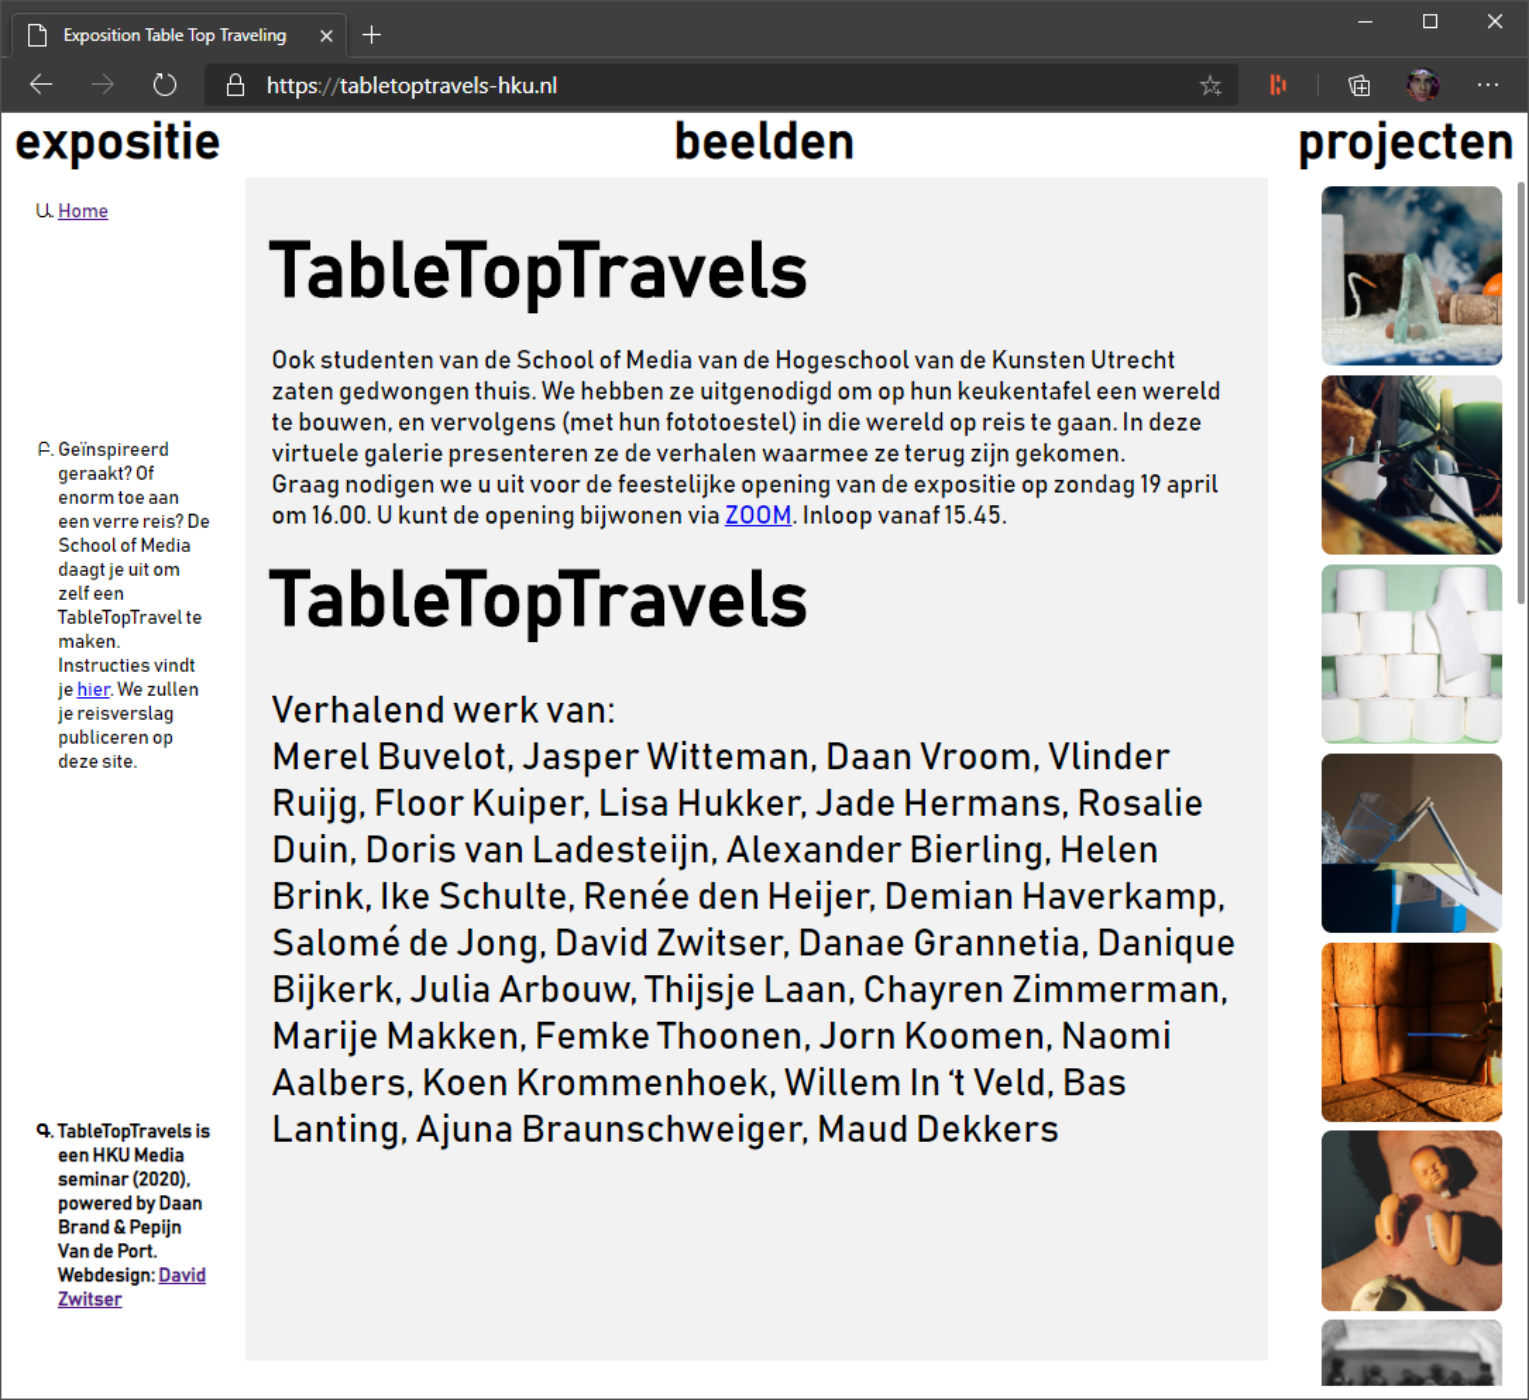 Exposition Table Top Traveling
https://tabletoptravels-hku.nl
expositie
beelden
projecten
Home
Geïnspireerd
geraakt? Of
enorm toe aan
een verre reis? De
School of Media
daagt je uit om
zelf een
TableTopTravel te
maken.
Instructies vindt
je hier. We zullen
je reisverslag
publiceren op
deze site.
TableTopTravels is
een HKU Media
seminar (2020),
powered by Daan
Brand & Pepijn
Van de Port.
Webdesign: David
Zwitser
TableTopTravels
Ook studenten van de School of Media van de Hogeschool van de Kunsten Utrecht
zaten gedwongen thuis. We hebben ze uitgenodigd om op hun keukentafel een wereld
te bouwen, en vervolgens (met hun fototoestel) in die wereld op reis te gaan. In deze
virtuele galerie presenteren ze de verhalen waarmee ze terug zijn gekomen.
Graag nodigen we u uit voor de feestelijke opening van de expositie op zondag 19 april
om 16.00. U kunt de opening bijwonen via ZOOM. Inloop vanaf 15.45.
TableTopTravels
Verhalend werk van:
Merel Buvelot, Jasper Witteman, Daan Vroom, Vlinder
Ruijg, Floor Kuiper, Lisa Hukker, Jade Hermans, Rosalie
Duin, Doris van Ladesteijn, Alexander Bierling, Helen
Brink, Ike Schulte, Renée den Heijer, Demian Haverkamp,
Salomé de Jong, David Zwitser, Danae Grannetia, Danique
Bijkerk, Julia Arbouw, Thijsje Laan, Chayren Zimmerman,
Marije Makken, Femke Thoonen, Jorn Koomen, Naomi
Aalbers, Koen Krommenhoek, Willem In ‘t Veld, Bas
Lanting, Ajuna Braunschweiger, Maud Dekkers